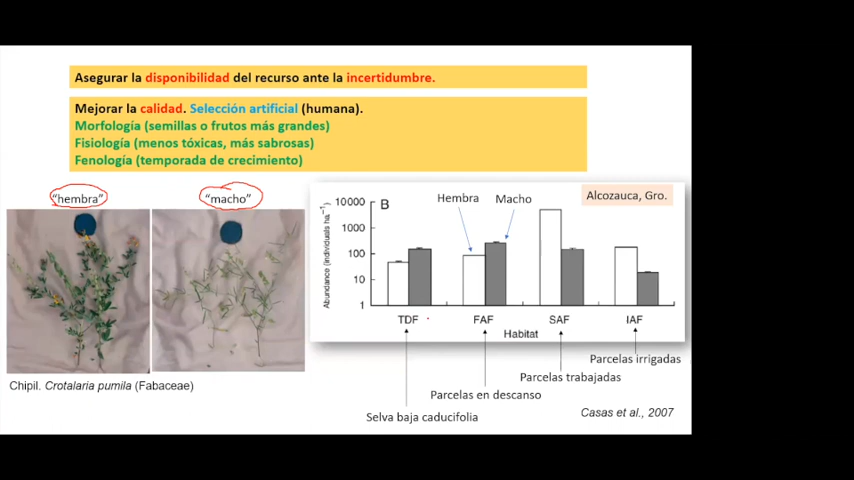 Asegurar la disponibilidad del recurso ante la incertidumbre.
Mejorar la calidad. Selección artificial (humana).
Morfología (semillas o frutos más grandes)
Fisiología (menos tóxicas, más sabrosas)
Fenología (temporada de crecimiento)
"hembra"
"macho"
Chipil. Crotalaria pumila (Fabaceae)
B
Hembra
Macho
Alcozauca, Gro.
Abundance (individuals ha⁻¹)
10000
1000
100
10
1
TDF
FAF
SAF
IAF
Habitat
Parcelas irrigadas
Parcelas trabajadas
Parcelas en descanso
Selva baja caducifolia
Casas et al., 2007